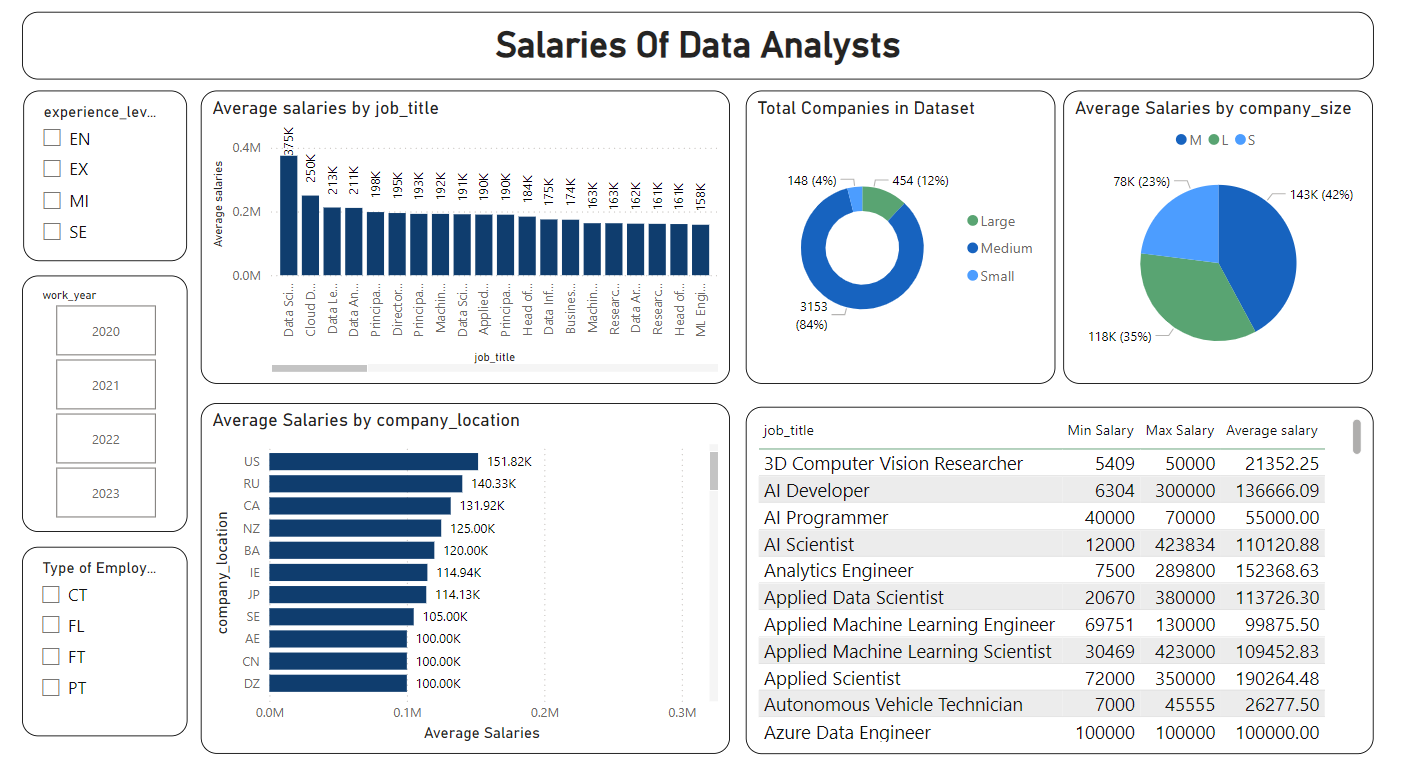 Salaries Of Data Analysts
experience_lev...
EN
EX
MI
SE
work_year
2020
2021
2022
2023
Type of Employ...
CT
FL
FT
PT
Average salaries by job_title
Average salaries
0.4M
0.2M
0.0M
375K 250K 213K 211K 198K 195K 193K 192K 191K 190K 190K 184K 175K 174K 163K 163K 162K 161K 161K 158K
Data Sci... Cloud D... Data Le... Data An... Principa... Director... Principa... Machin... Data Sci... Applied... Principa... Head of... Data Inf... Busines... Machin... Researc... Data Ar... Researc... Head of... ML Engi...
job_title
Total Companies in Dataset
148 (4%)
454 (12%)
3153
(84%)
Large
Medium
Small
Average Salaries by company_size
M L S
78K (23%)
143K (42%)
118K (35%)
Average Salaries by company_location
company_location
US 151.82K
RU 140.33K
CA 131.92K
NZ 125.00K
BA 120.00K
IE 114.94K
JP 114.13K
SE 105.00K
AE 100.00K
CN 100.00K
DZ 100.00K
0.0M 0.1M 0.2M 0.3M
Average Salaries
job_title Min Salary Max Salary Average salary
3D Computer Vision Researcher 5409 50000 21352.25
AI Developer 6304 300000 136666.09
AI Programmer 40000 70000 55000.00
AI Scientist 12000 423834 110120.88
Analytics Engineer 7500 289800 152368.63
Applied Data Scientist 20670 380000 113726.30
Applied Machine Learning Engineer 69751 130000 99875.50
Applied Machine Learning Scientist 30469 423000 109452.83
Applied Scientist 72000 350000 190264.48
Autonomous Vehicle Technician 7000 45555 26277.50
Azure Data Engineer 100000 100000 100000.00